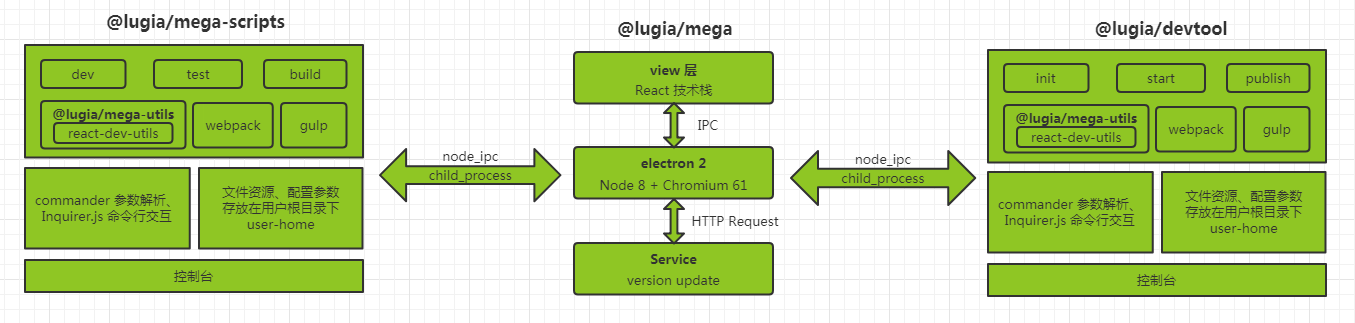 @lugia/mega-scripts
dev
test
build
@lugia/mega-utils
react-dev-utils
webpack
gulp
commander 参数解析、
Inquirer.js 命令行交互
文件资源、配置参数
存放在用户根目录下
user-home
控制台
node_ipc
child_process
@lugia/mega
view 层
React 技术栈
IPC
electron 2
Node 8 + Chromium 61
HTTP Request
Service
version update
node_ipc
child_process
@lugia/devtool
init
start
publish
@lugia/mega-utils
react-dev-utils
webpack
gulp
commander 参数解析、
Inquirer.js 命令行交互
文件资源、配置参数
存放在用户根目录下
user-home
控制台